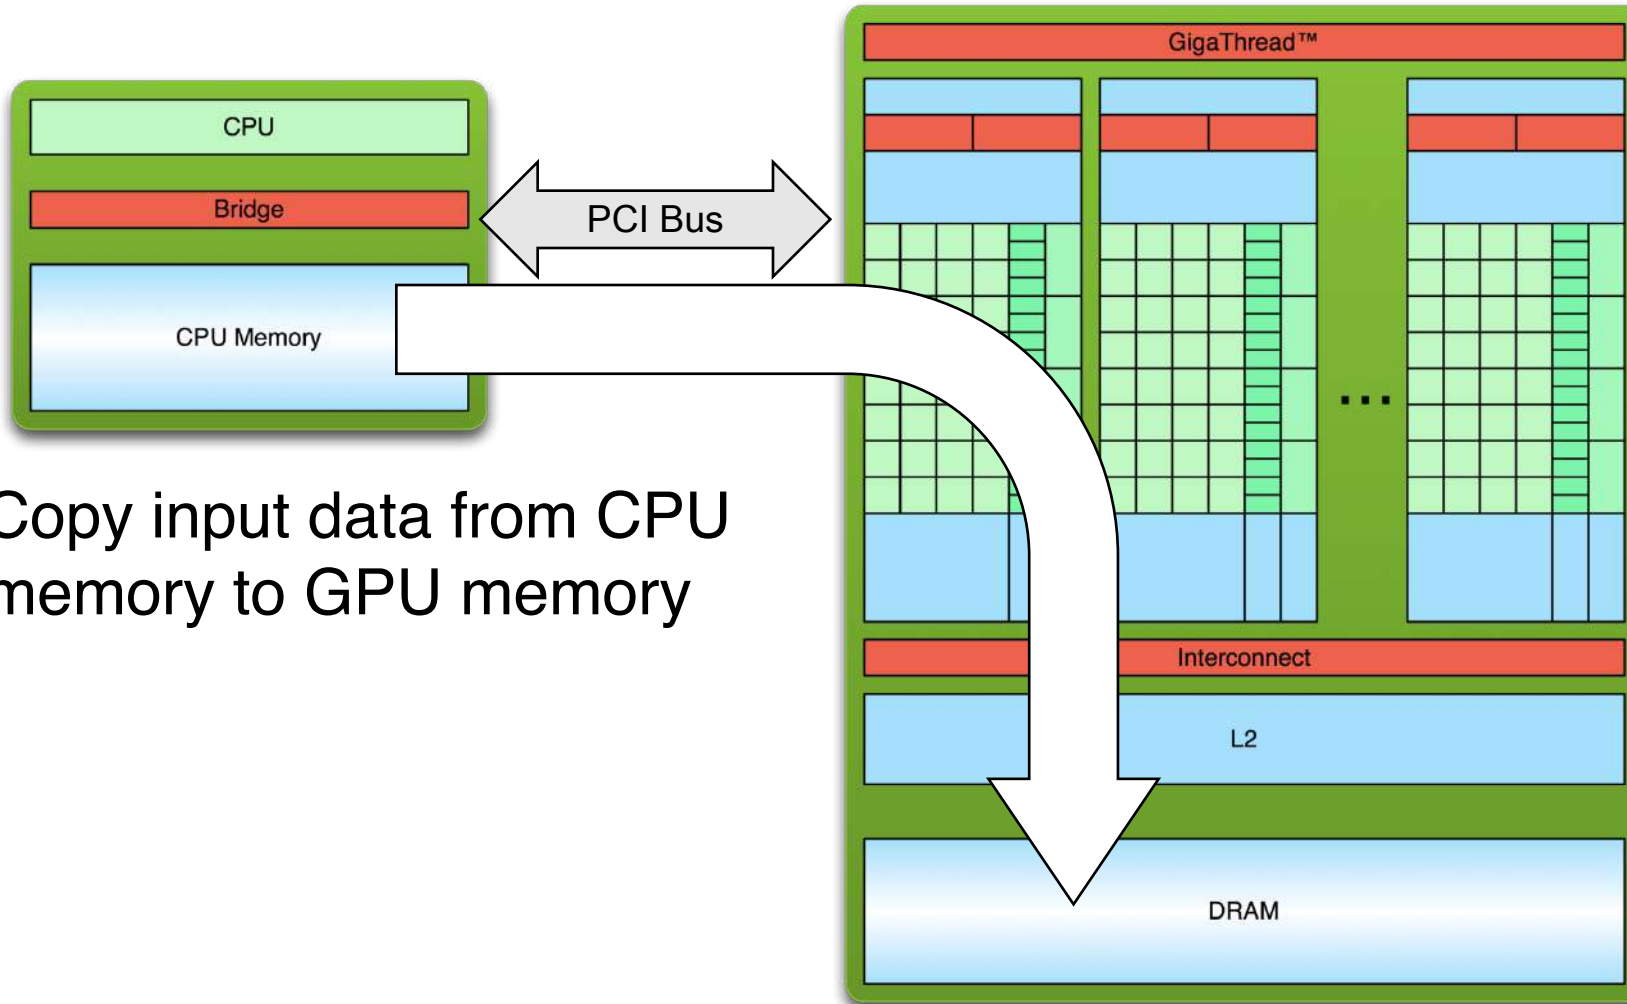 GigaThread™
CPU
Bridge
PCI Bus
CPU Memory
...
Copy input data from CPU
memory to GPU memory
Interconnect
L2
DRAM